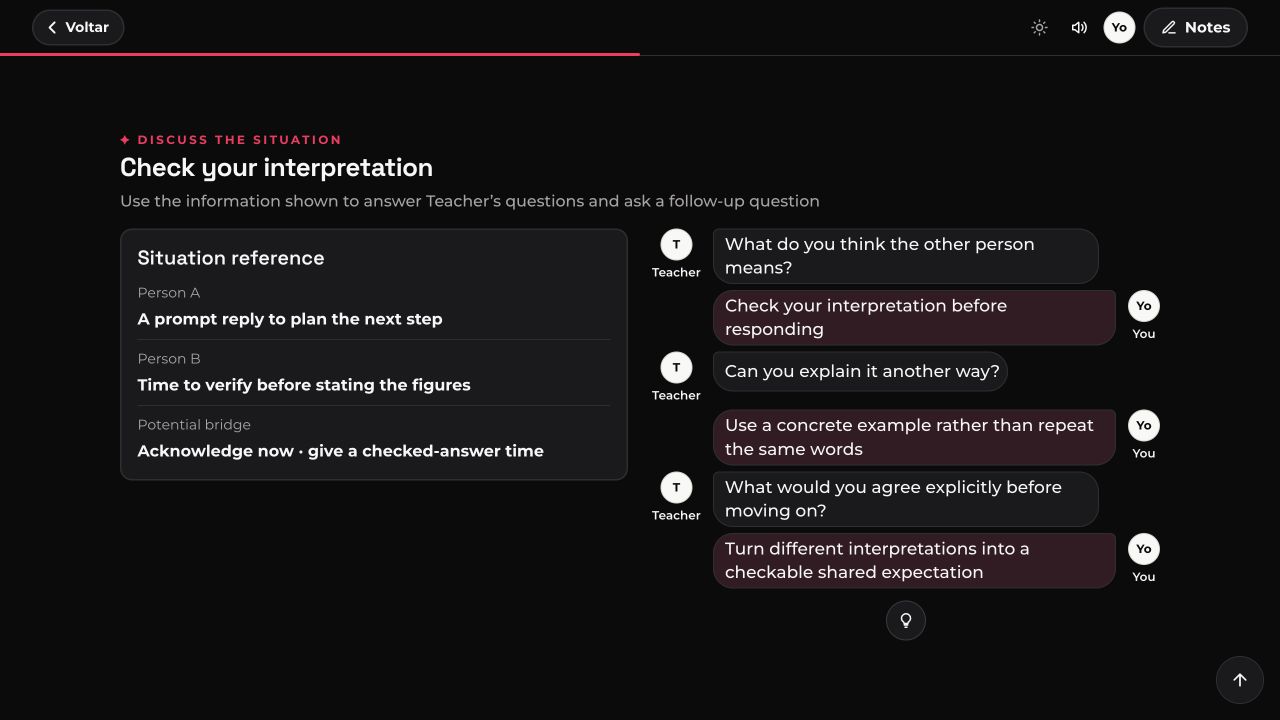 Voltar
Yo
Notes
DISCUSS THE SITUATION
Check your interpretation
Use the information shown to answer Teacher’s questions and ask a follow-up question
Situation reference
Person A
A prompt reply to plan the next step
Person B
Time to verify before stating the figures
Potential bridge
Acknowledge now · give a checked-answer time
T
Teacher
What do you think the other person
means?
Check your interpretation before
responding
Yo
You
T
Teacher
Can you explain it another way?
Use a concrete example rather than repeat
the same words
Yo
You
T
Teacher
What would you agree explicitly before
moving on?
Turn different interpretations into a
checkable shared expectation
Yo
You